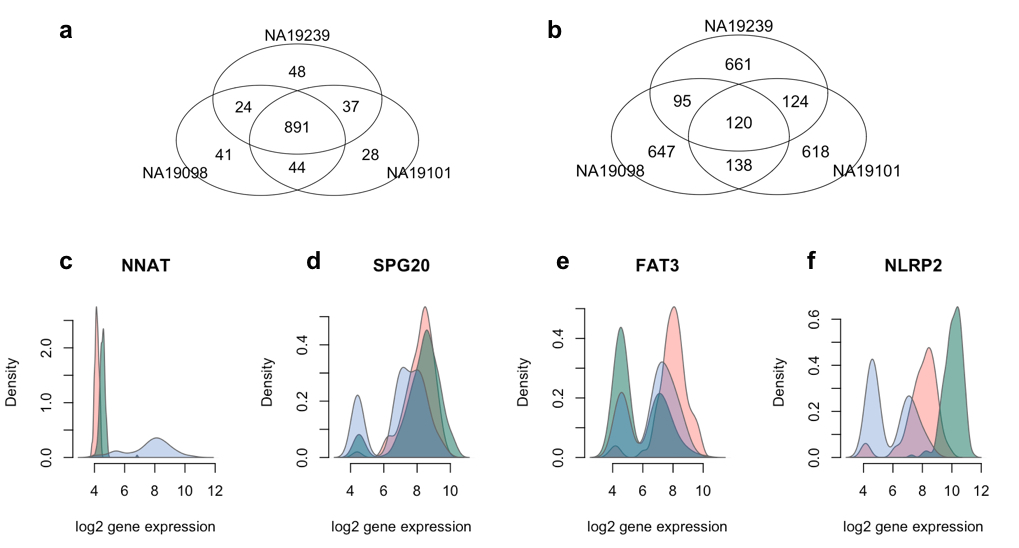 a
NA19239
48
24
37
891
41
28
44
NA19098
NA19101
b
NA19239
661
95
124
120
647
618
138
NA19098
NA19101
c
NNAT
Density
0.0 1.0 2.0
4 6 8 10 12
log2 gene expression
d
SPG20
Density
0.0 0.2 0.4
4 6 8 10
log2 gene expression
e
FAT3
Density
0.0 0.2 0.4
4 6 8 10
log2 gene expression
f
NLRP2
Density
0.0 0.2 0.4 0.6
4 6 8 10 12
log2 gene expression